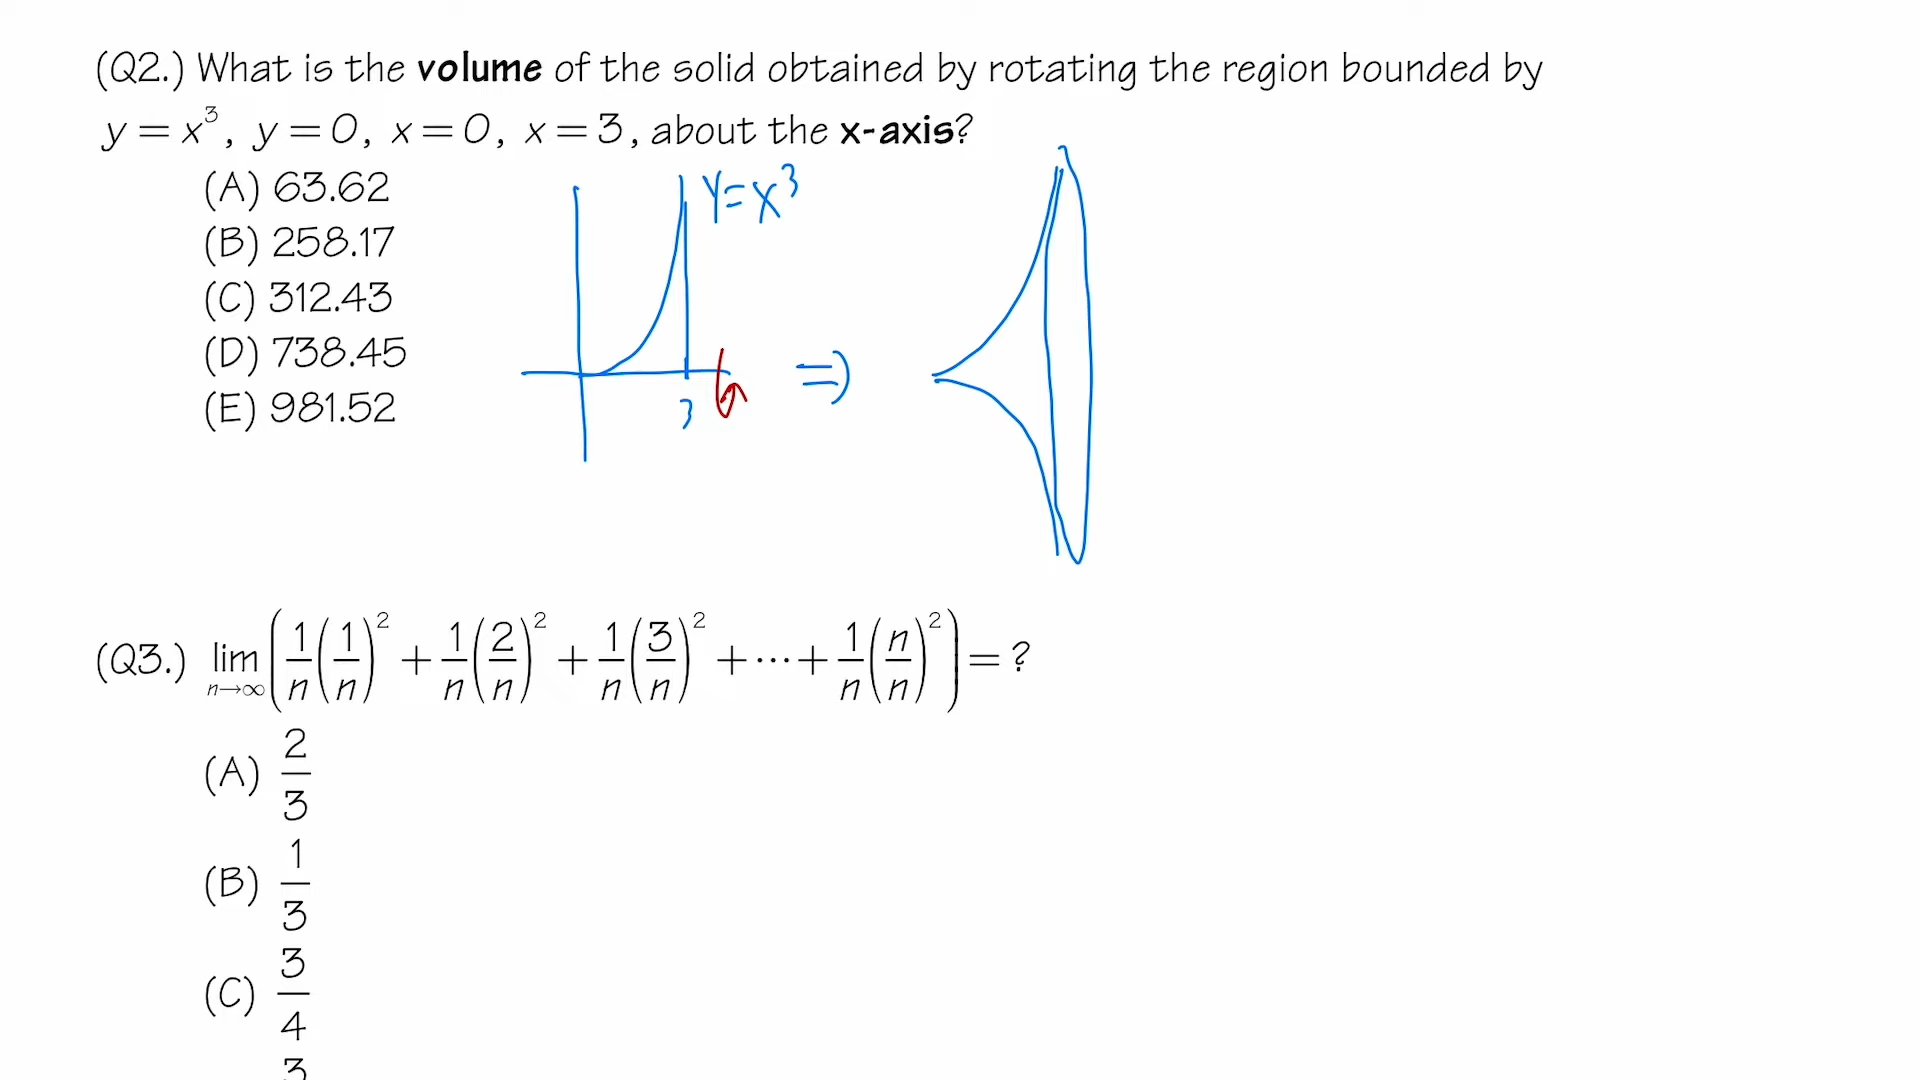 (Q2.) What is the volume of the solid obtained by rotating the region bounded by
y = x³, y = 0, x = 0, x = 3, about the x-axis?
(A) 63.62
(B) 258.17
(C) 312.43
(D) 738.45
(E) 981.52
y=x³
3
⇒
(Q3.) lim n→∞ (1/n (1/n)² + 1/n (2/n)² + 1/n (3/n)² + ⋯ + 1/n (n/n)²) = ?
(A) 2/3
(B) 1/3
(C) 3/4